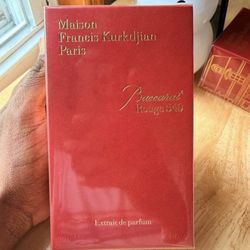 Maison
Francis Kurkdjian
Paris
Baccarat
Rouge 540
Extrait de parfum